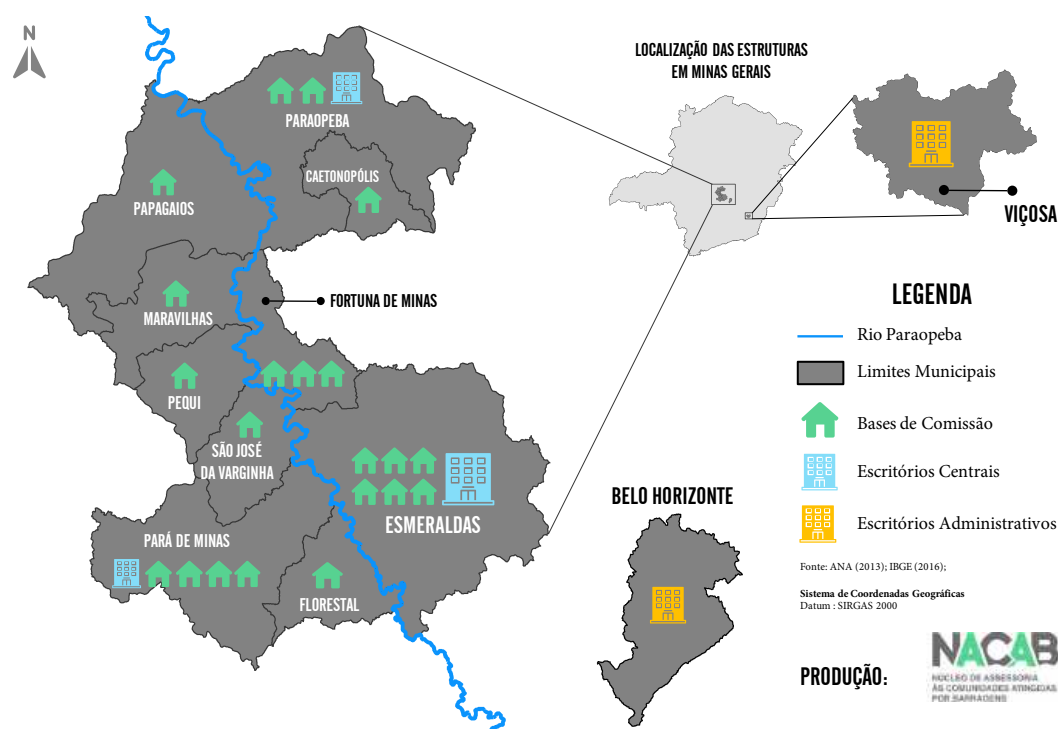 N
LOCALIZAÇÃO DAS ESTRUTURAS
EM MINAS GERAIS
PARAOPEBA
CAETONOPÓLIS
PAPAGAIOS
VIÇOSA
FORTUNA DE MINAS
MARAVILHAS
PEQUI
SÃO JOSÉ
DA VARGINHA
ESMERALDAS
PARÁ DE MINAS
FLORESTAL
BELO HORIZONTE
LEGENDA
Rio Paraopeba
Limites Municipais
Bases de Comissão
Escritórios Centrais
Escritórios Administrativos
Fonte: ANA (2013); IBGE (2016);
Sistema de Coordenadas Geográficas
Datum : SIRGAS 2000
PRODUÇÃO:
NACAB
NÚCLEO DE ASSESSORIA
ÀS COMUNIDADES ATINGIDAS
POR BARRAGENS